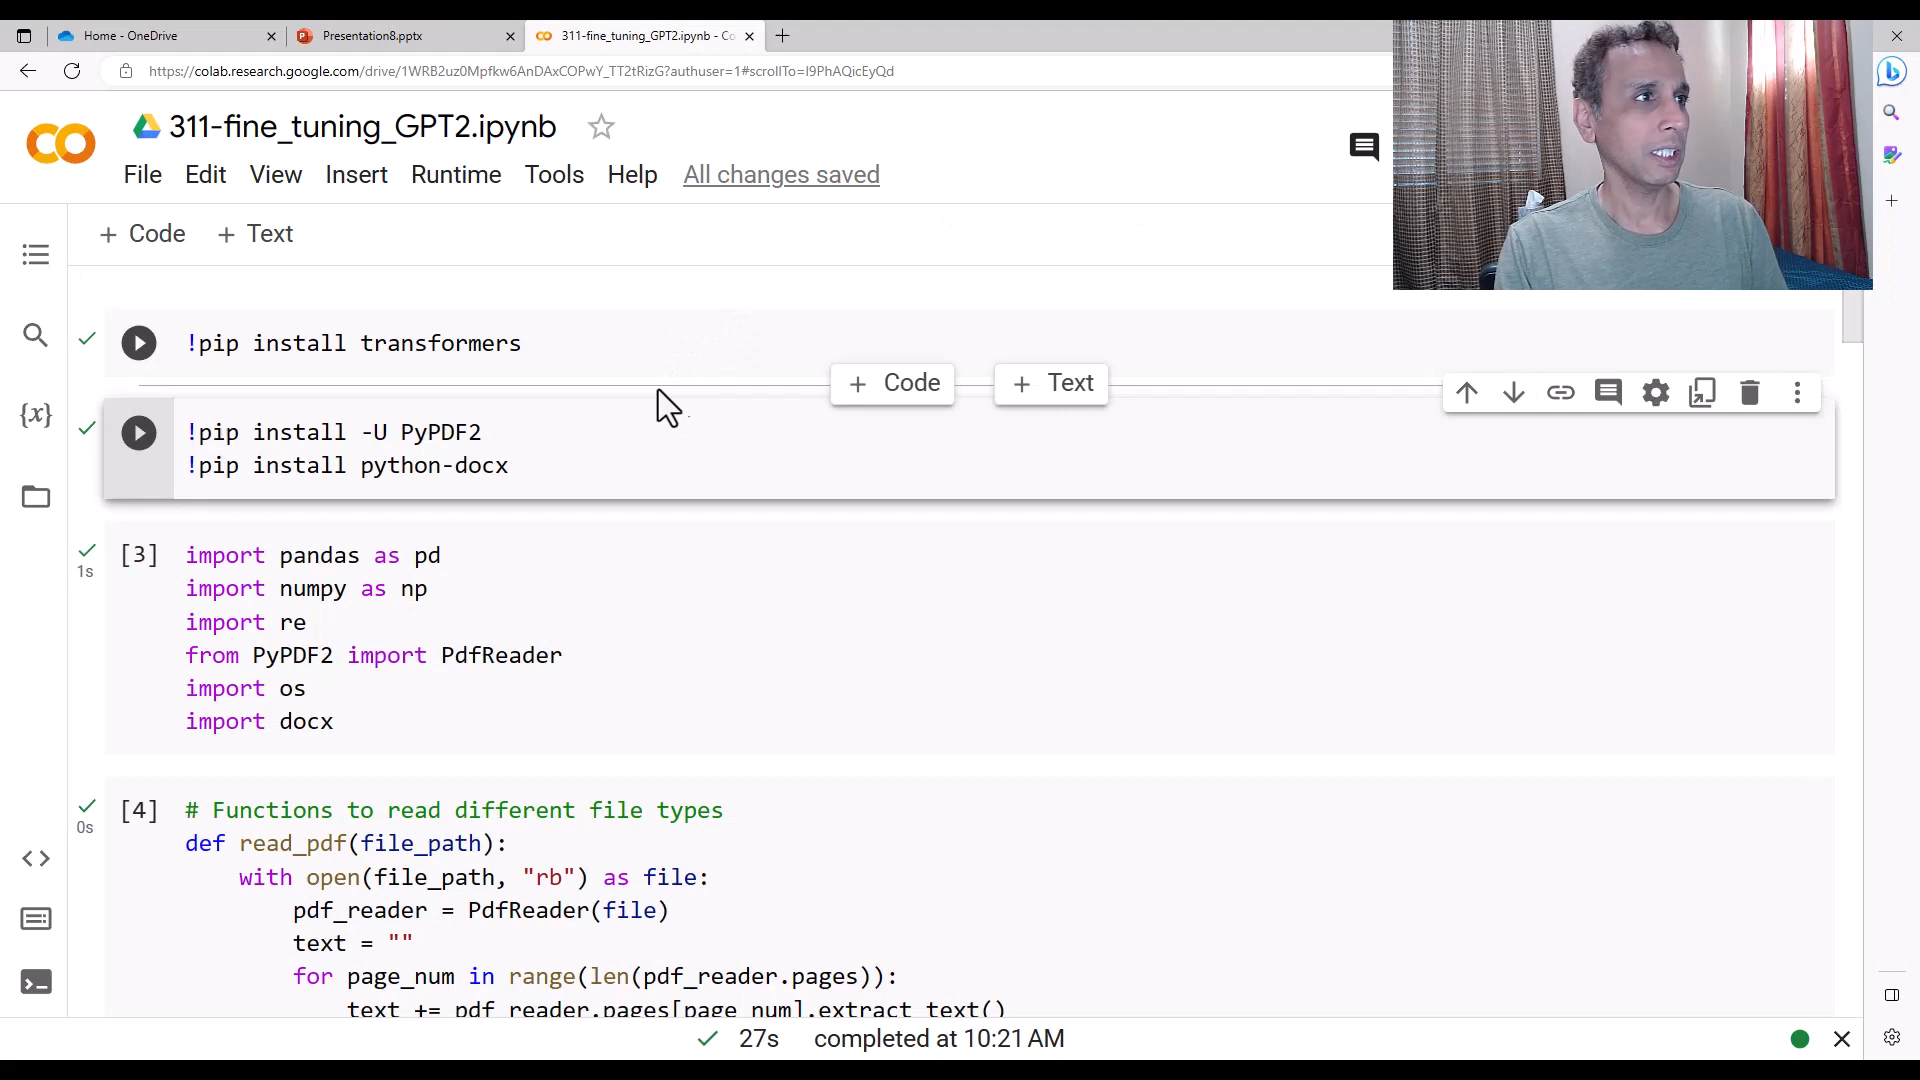 Home - OneDrive
Presentation8.pptx
311-fine_tuning_GPT2.ipynb - Co
https://colab.research.google.com/drive/1WRB2uz0Mpfkw6AnDAxCOPwY_TT2tRizG?authuser=1#scrollTo=I9PhAQicEyQd
311-fine_tuning_GPT2.ipynb
File Edit View Insert Runtime Tools Help All changes saved
+ Code + Text
!pip install transformers
+ Code + Text
!pip install -U PyPDF2
!pip install python-docx
[3] import pandas as pd
1s
import numpy as np
import re
from PyPDF2 import PdfReader
import os
import docx
[4] # Functions to read different file types
0s
def read_pdf(file_path):
with open(file_path, "rb") as file:
pdf_reader = PdfReader(file)
text = ""
for page_num in range(len(pdf_reader.pages)):
text += pdf_reader.pages[page_num].extract_text()
27s completed at 10:21 AM